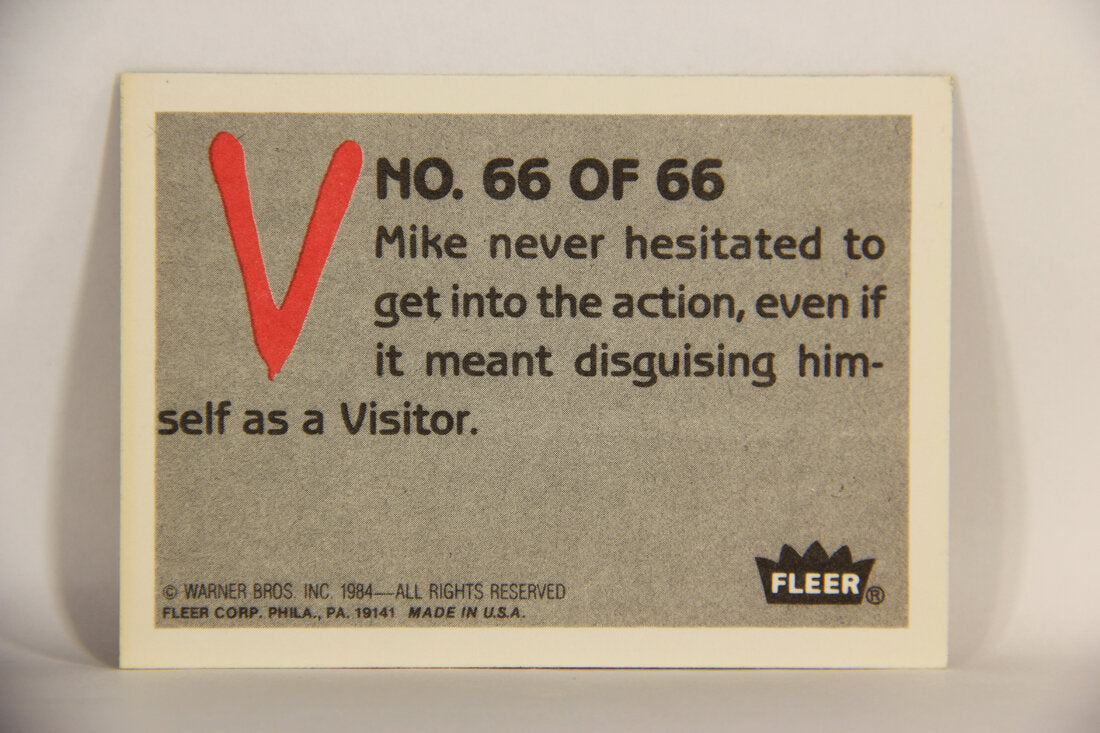 V
NO. 66 OF 66
Mike never hesitated to
get into the action, even if
it meant disguising him-
self as a Visitor.
© WARNER BROS. INC. 1984—ALL RIGHTS RESERVED
FLEER CORP. PHILA., PA. 19141 MADE IN U.S.A.
FLEER®